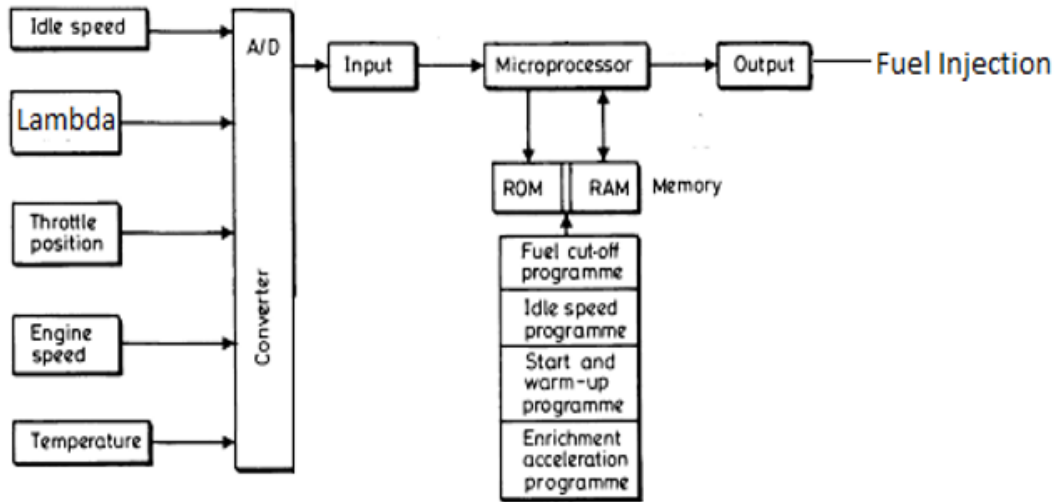 Idle speed
Lambda
Throttle
position
Engine
speed
Temperature
A/D
Converter
Input
Microprocessor
Output
Fuel Injection
ROM
RAM
Memory
Fuel cut-off
programme
Idle speed
programme
Start and
warm-up
programme
Enrichment
acceleration
programme